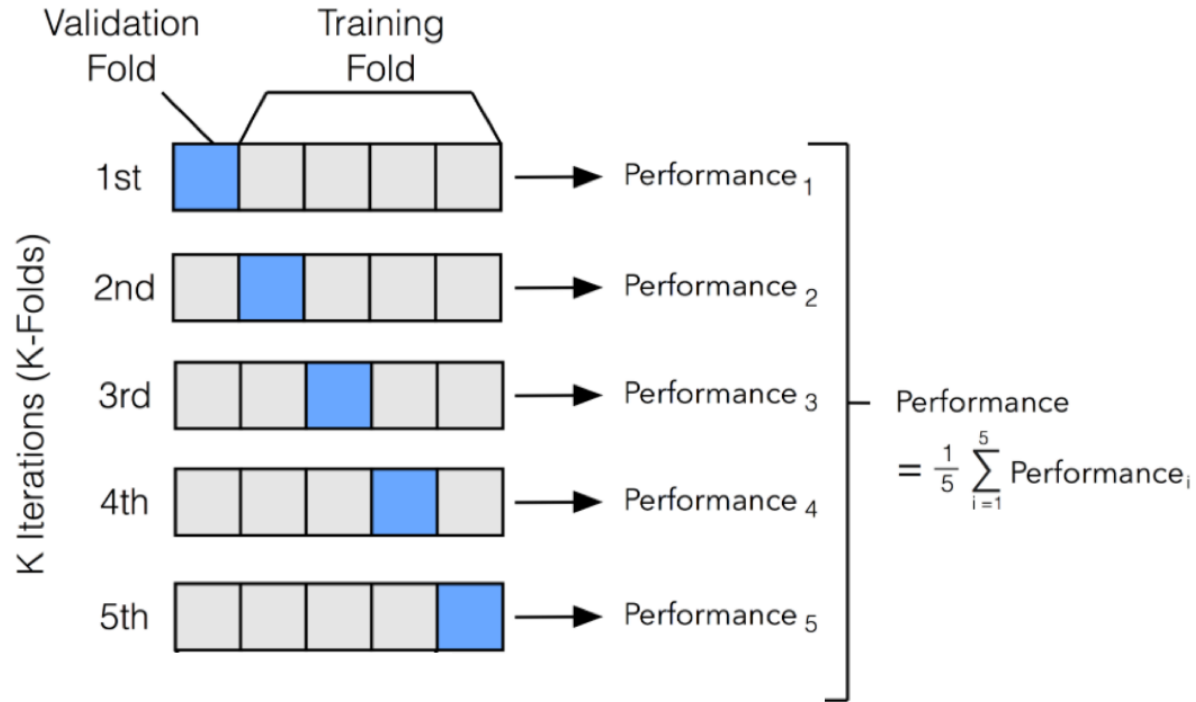 Validation
Fold
Training
Fold
K Iterations (K-Folds)
1st
Performance 1
2nd
Performance 2
3rd
Performance 3
4th
Performance 4
5th
Performance 5
Performance
= 1/5 5 ∑ i=1 Performance i